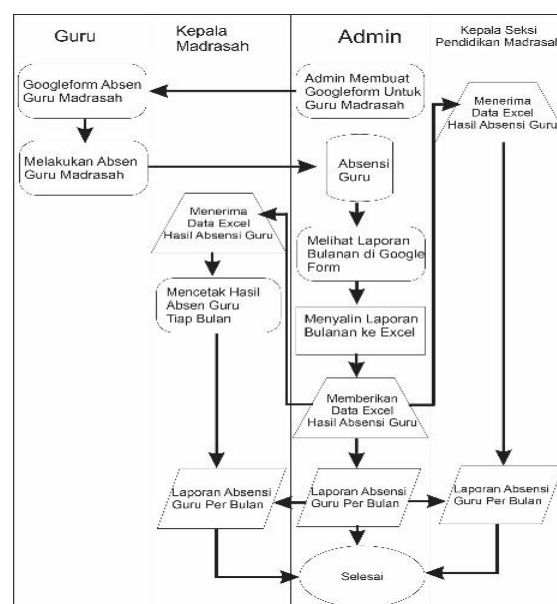 Guru
Kepala
Madrasah
Admin
Kepala Seksi
Pendidikan Madrasah
Googleform Absen
Guru Madrasah
Admin Membuat
Googleform Untuk
Guru Madrasah
Menerima
Data Excel
Hasil Absensi Guru
Melakukan Absen
Guru Madrasah
Absensi
Guru
Menerima
Data Excel
Hasil Absensi Guru
Melihat Laporan
Bulanan di Google
Form
Mencetak Hasil
Absen Guru
Tiap Bulan
Menyalin Laporan
Bulanan ke Excel
Memberikan
Data Excel
Hasil Absensi Guru
Laporan Absensi
Guru Per Bulan
Laporan Absensi
Guru Per Bulan
Laporan Absensi
Guru Per Bulan
Selesai